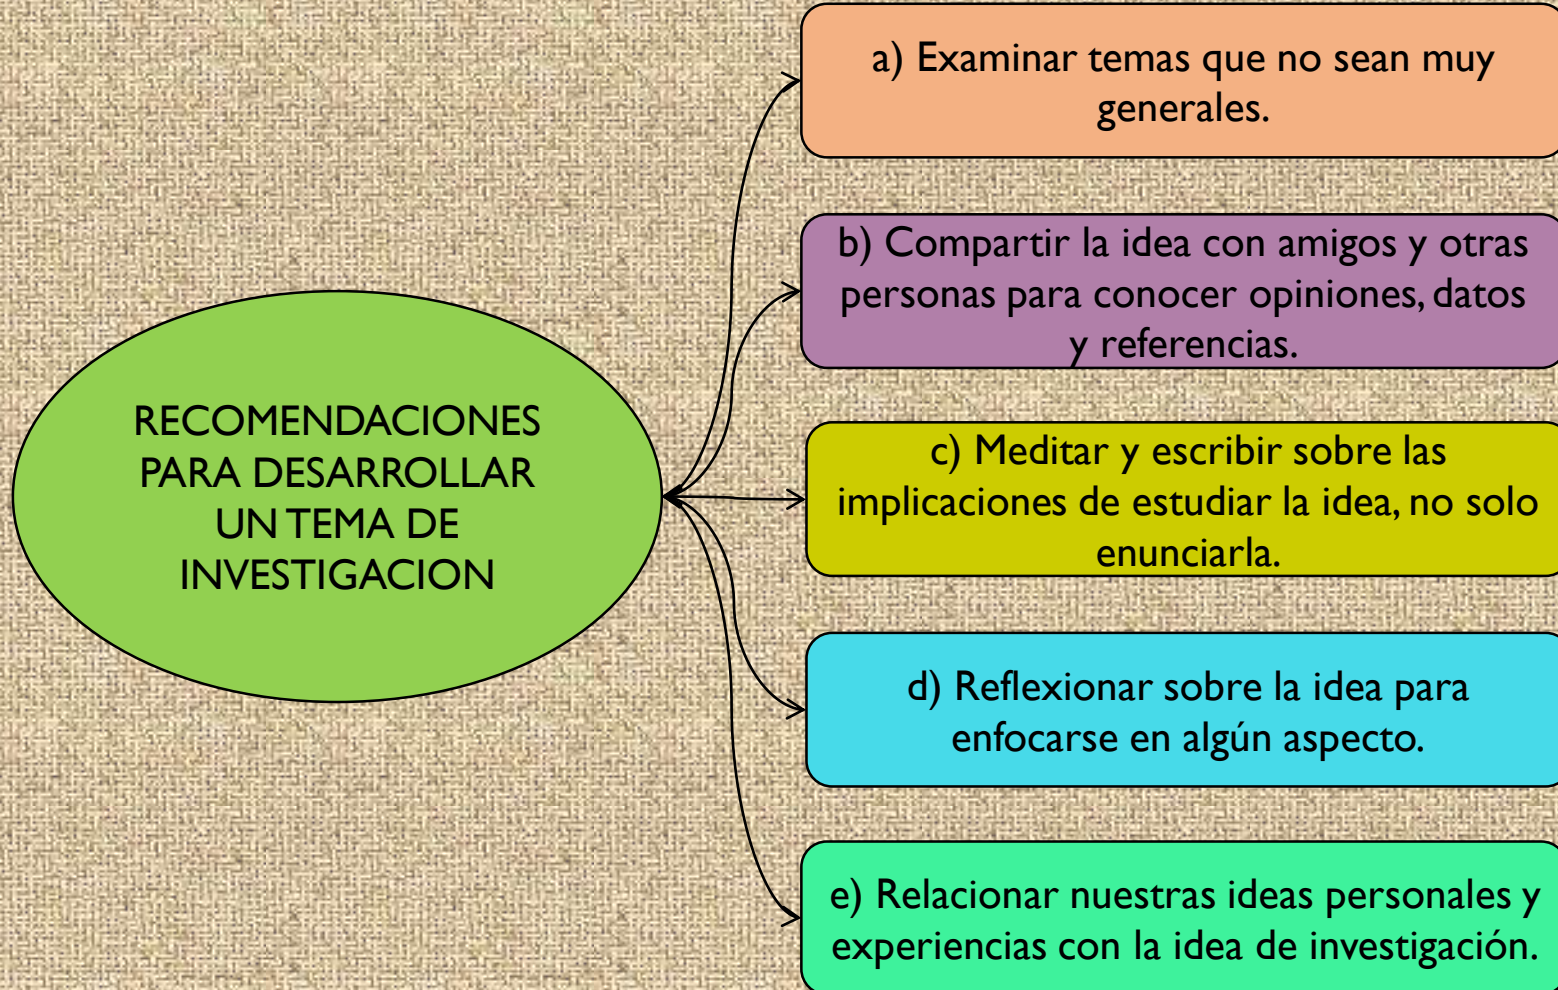 RECOMENDACIONES
PARA DESARROLLAR
UN TEMA DE
INVESTIGACION
a) Examinar temas que no sean muy
generales.
b) Compartir la idea con amigos y otras
personas para conocer opiniones, datos
y referencias.
c) Meditar y escribir sobre las
implicaciones de estudiar la idea, no solo
enunciarla.
d) Reflexionar sobre la idea para
enfocarse en algún aspecto.
e) Relacionar nuestras ideas personales y
experiencias con la idea de investigación.